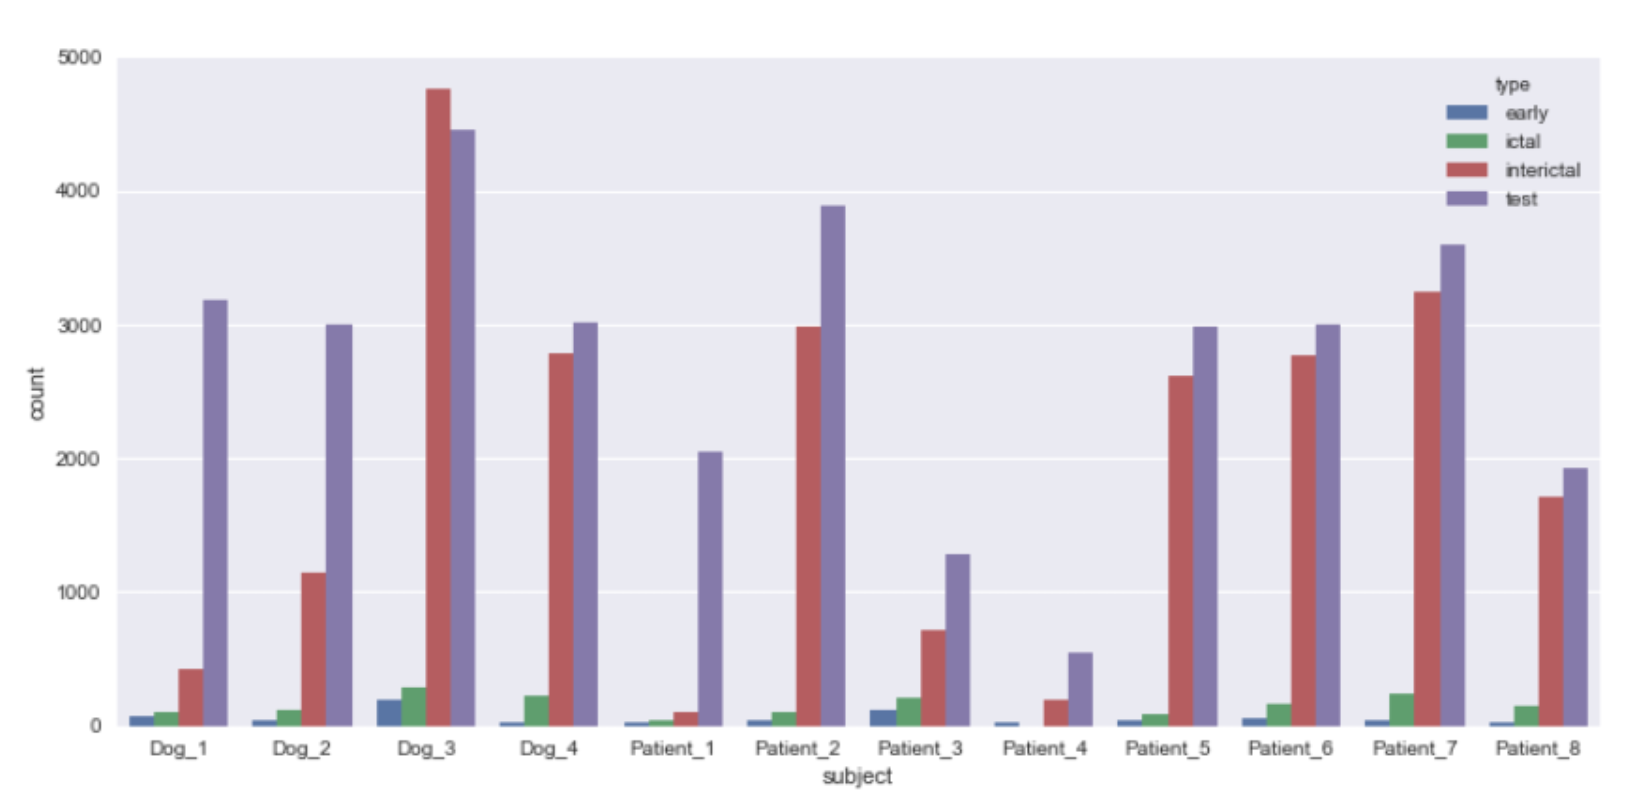 5000
4000
3000
2000
1000
0
count
type
early
ictal
interictal
test
Dog_1 Dog_2 Dog_3 Dog_4 Patient_1 Patient_2 Patient_3 Patient_4 Patient_5 Patient_6 Patient_7 Patient_8
subject